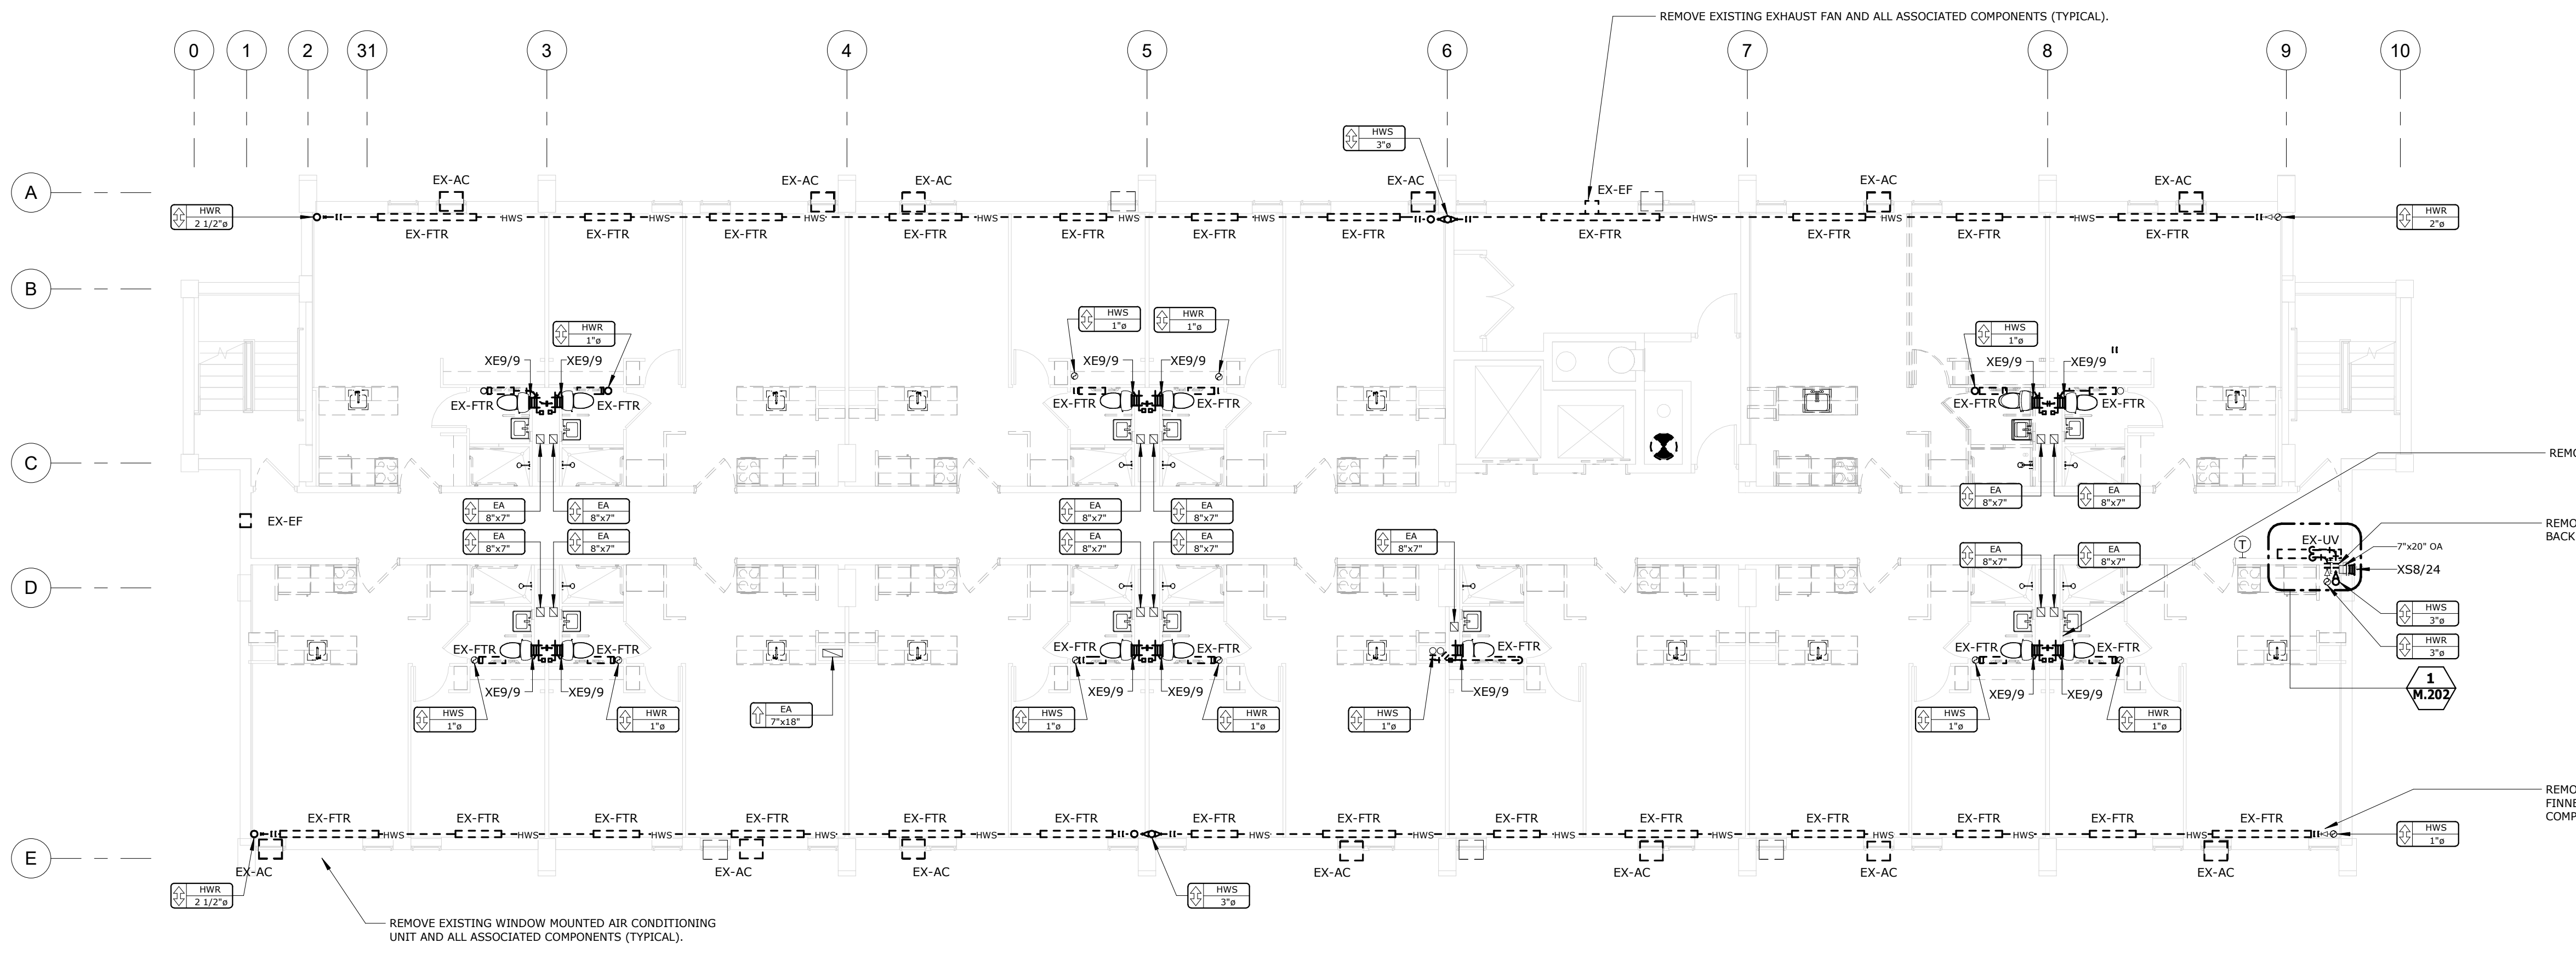 REMOVE EXISTING EXHAUST FAN AND ALL ASSOCIATED COMPONENTS (TYPICAL).
0 1 2 31 3 4 5 6 7 8 9 10
HWS
3"ø
A
EX-AC EX-AC EX-AC EX-AC EX-EF EX-AC EX-AC
HWR
2 1/2"ø
HWS HWS HWS HWS HWS HWS HWS HWS HWS
HWR
2"ø
EX-FTR EX-FTR EX-FTR EX-FTR EX-FTR EX-FTR EX-FTR EX-FTR EX-FTR EX-FTR EX-FTR
B
HWR
1"ø
HWS
1"ø
HWR
1"ø
HWS
1"ø
XE9/9 XE9/9 XE9/9 XE9/9 XE9/9 XE9/9
EX-FTR EX-FTR EX-FTR EX-FTR EX-FTR EX-FTR
C
REMO
EA
8"x7"
EA
8"x7"
EA
8"x7"
EA
8"x7"
EA
8"x7"
EA
8"x7"
EX-EF
REMO
BACK
EA
8"x7"
EA
8"x7"
EA
8"x7"
EA
8"x7"
EA
8"x7"
EA
8"x7"
EA
8"x7"
T
EX-UV
7"x20" OA
XS8/24
D
HWS
3"ø
HWR
3"ø
EX-FTR EX-FTR EX-FTR EX-FTR EX-FTR EX-FTR EX-FTR
XE9/9 XE9/9 XE9/9 XE9/9 XE9/9 XE9/9 XE9/9
1
M.202
HWS
1"ø
HWR
1"ø
EA
7"x18"
HWS
1"ø
HWR
1"ø
HWS
1"ø
HWS
1"ø
HWR
1"ø
REMO
FINNE
COMP
EX-FTR EX-FTR EX-FTR EX-FTR EX-FTR EX-FTR EX-FTR EX-FTR EX-FTR EX-FTR EX-FTR EX-FTR EX-FTR EX-FTR
HWS HWS HWS HWS HWS HWS HWS HWS HWS HWS HWS HWS
HWS
1"ø
E
EX-AC EX-AC EX-AC EX-AC EX-AC EX-AC EX-AC
HWR
2 1/2"ø
HWS
3"ø
REMOVE EXISTING WINDOW MOUNTED AIR CONDITIONING
UNIT AND ALL ASSOCIATED COMPONENTS (TYPICAL).